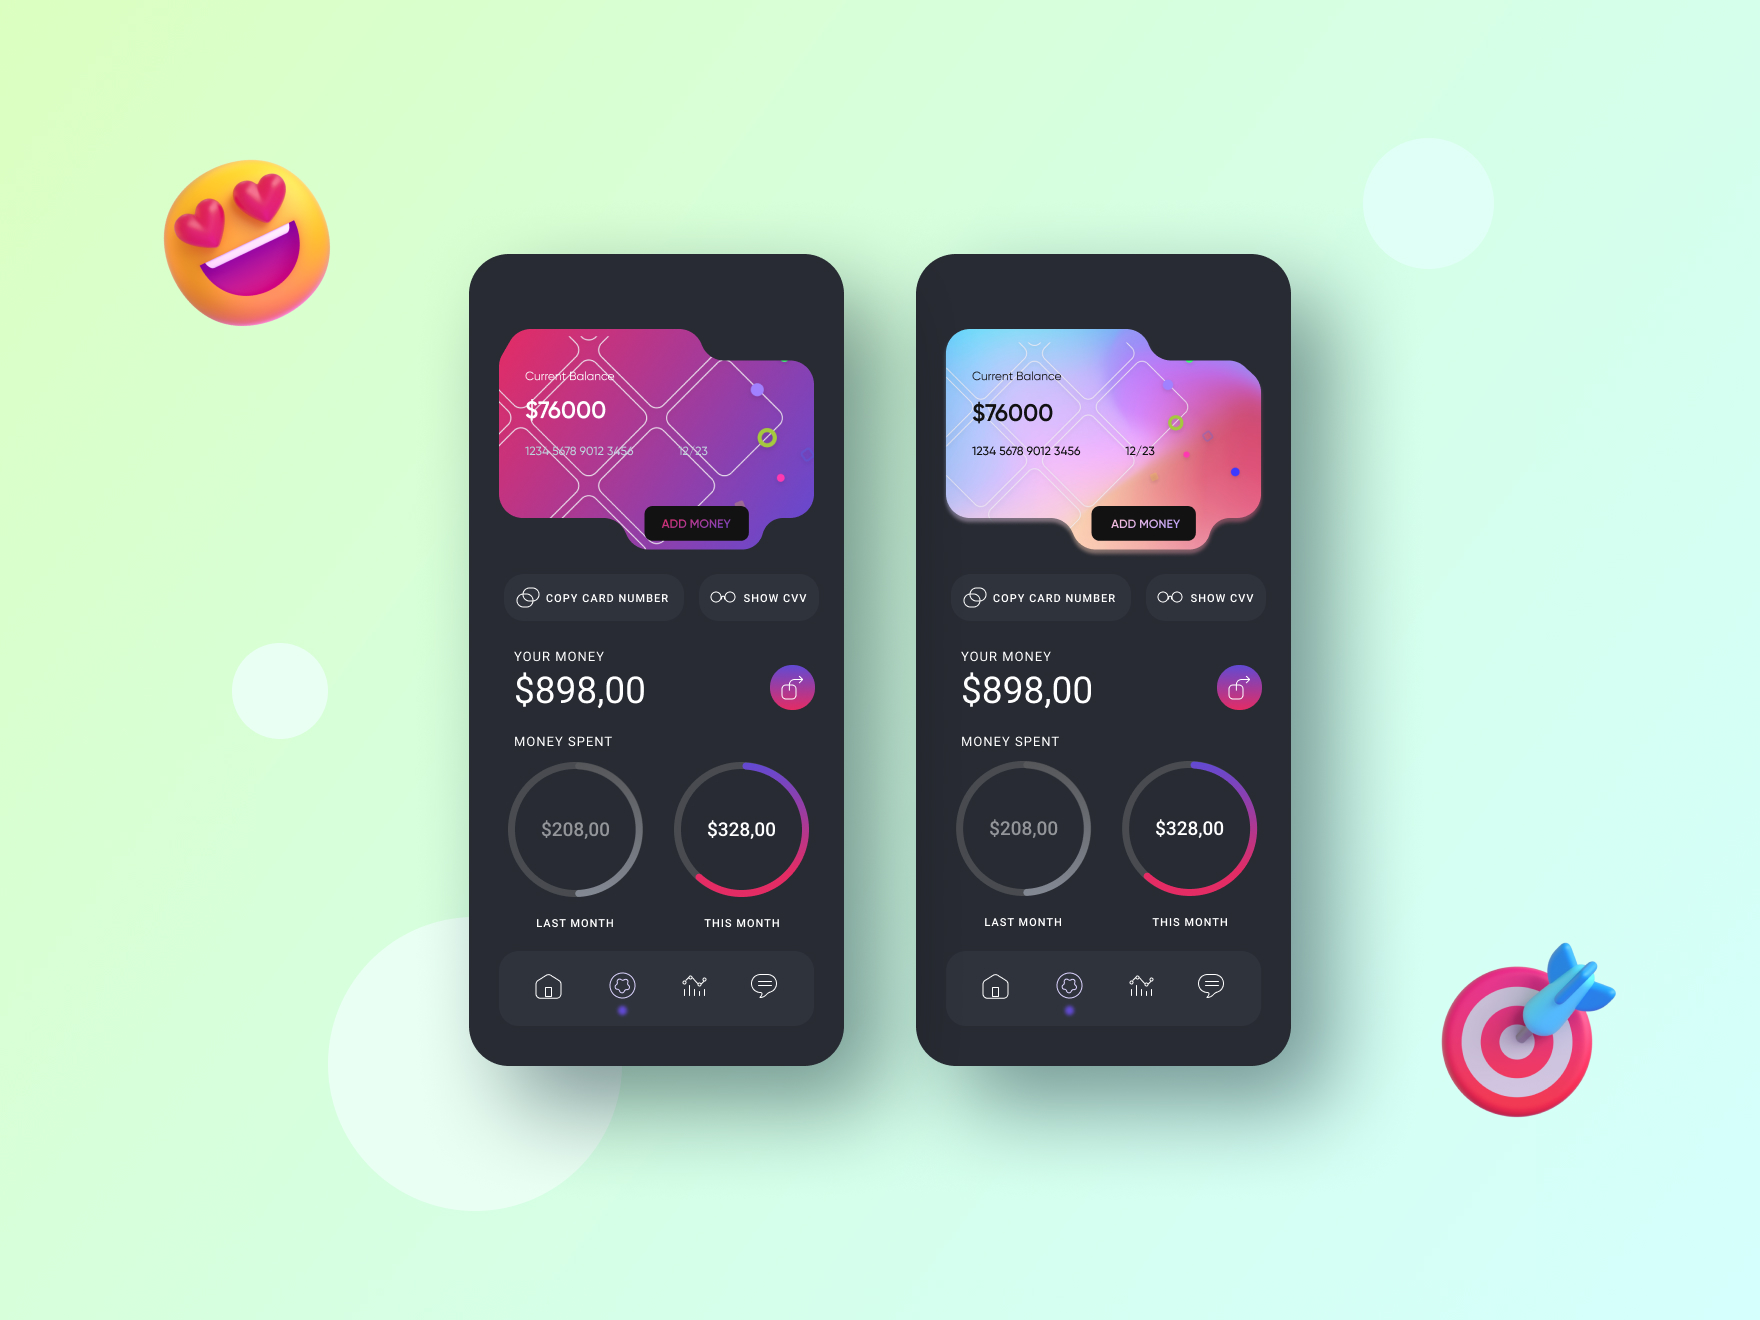 Current Balance
$76000
1234 5678 9012 3456 12/23
ADD MONEY
COPY CARD NUMBER SHOW CVV
YOUR MONEY
$898,00
MONEY SPENT
$208,00 $328,00
LAST MONTH THIS MONTH
Current Balance
$76000
1234 5678 9012 3456 12/23
ADD MONEY
COPY CARD NUMBER SHOW CVV
YOUR MONEY
$898,00
MONEY SPENT
$208,00 $328,00
LAST MONTH THIS MONTH